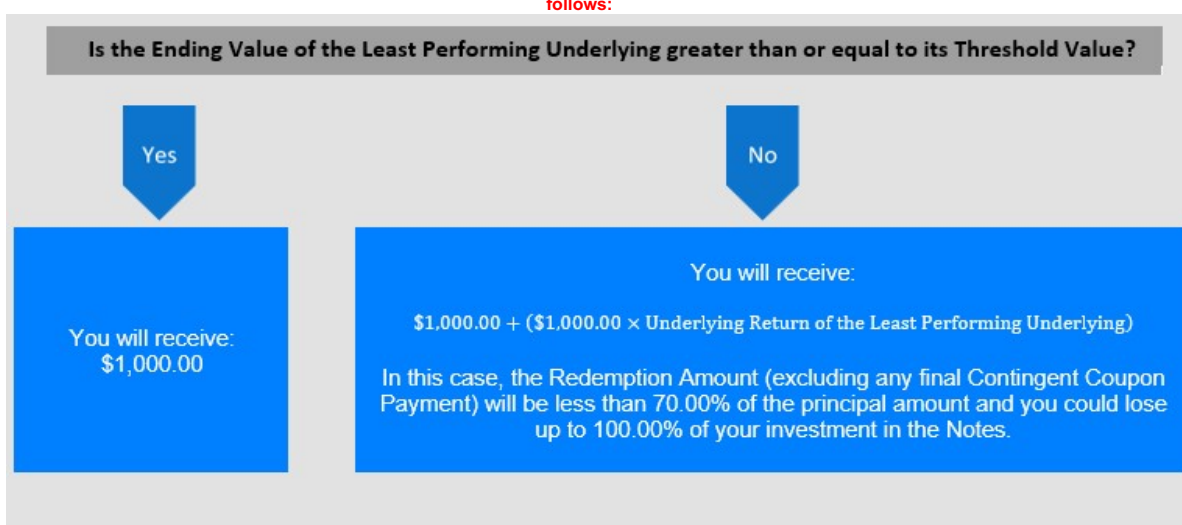 follows:
Is the Ending Value of the Least Performing Underlying greater than or equal to its Threshold Value?
Yes
No
You will receive:
$1,000.00
You will receive:
$1,000.00 + ($1,000.00 × Underlying Return of the Least Performing Underlying)
In this case, the Redemption Amount (excluding any final Contingent Coupon
Payment) will be less than 70.00% of the principal amount and you could lose
up to 100.00% of your investment in the Notes.